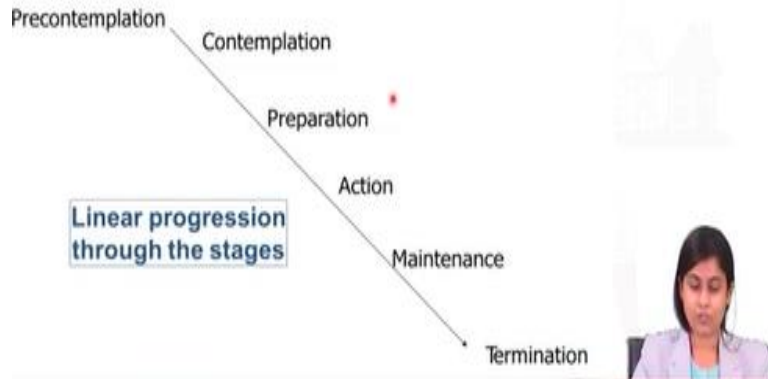 Precontemplation
Contemplation
Preparation
Action
Linear progression
through the stages
Maintenance
Termination